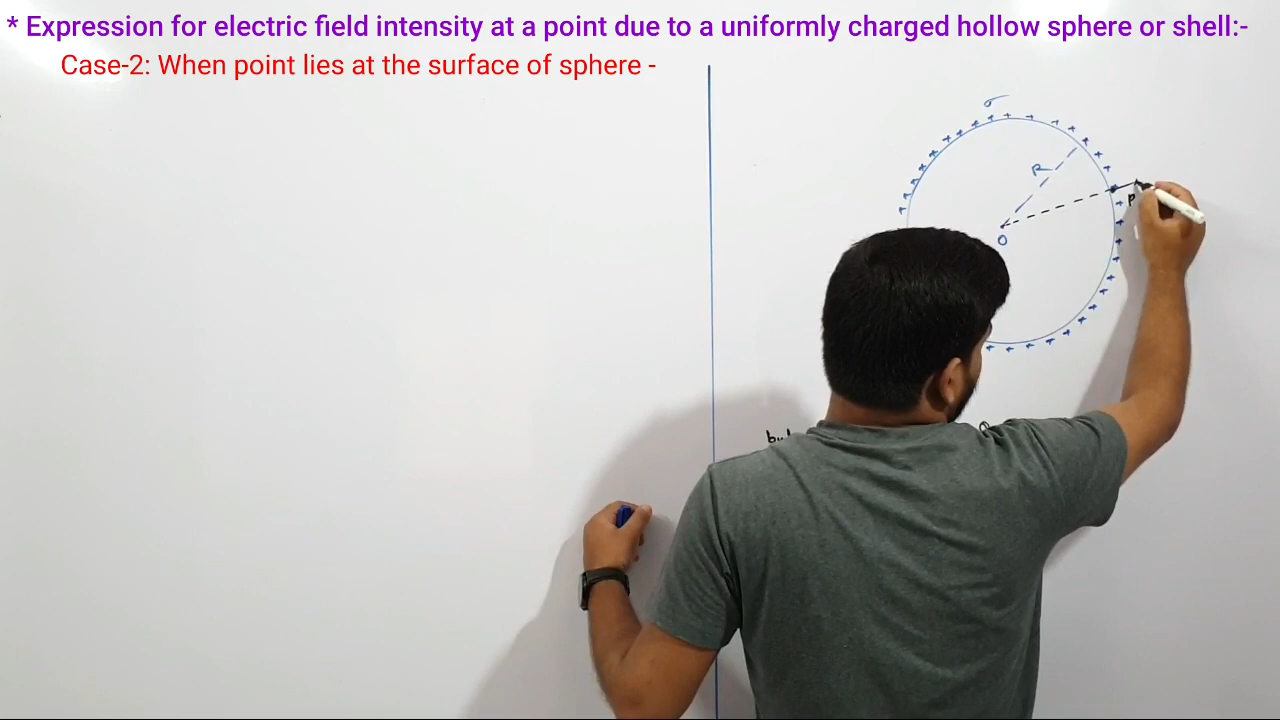 * Expression for electric field intensity at a point due to a uniformly charged hollow sphere or shell:-
Case-2: When point lies at the surface of sphere -
σ
R
P
O